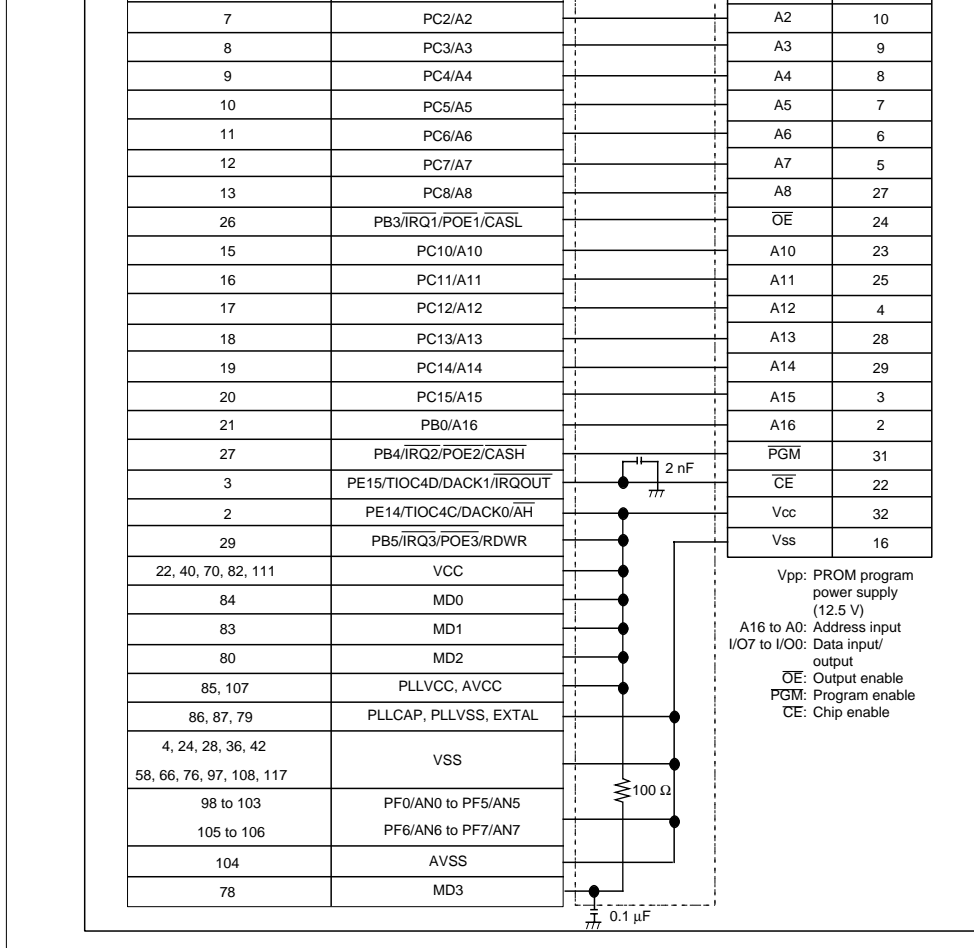 7 PC2/A2 A2 10
8 PC3/A3 A3 9
9 PC4/A4 A4 8
10 PC5/A5 A5 7
11 PC6/A6 A6 6
12 PC7/A7 A7 5
13 PC8/A8 A8 27
26 PB3/IRQ1/POE1/CASL OE 24
15 PC10/A10 A10 23
16 PC11/A11 A11 25
17 PC12/A12 A12 4
18 PC13/A13 A13 28
19 PC14/A14 A14 29
20 PC15/A15 A15 3
21 PB0/A16 A16 2
27 PB4/IRQ2/POE2/CASH PGM 31
2 nF
3 PE15/TIOC4D/DACK1/IRQOUT CE 22
2 PE14/TIOC4C/DACK0/AH Vcc 32
29 PB5/IRQ3/POE3/RDWR Vss 16
22, 40, 70, 82, 111 VCC
84 MD0
83 MD1
80 MD2
85, 107 PLLVCC, AVCC
86, 87, 79 PLLCAP, PLLVSS, EXTAL
4, 24, 28, 36, 42
58, 66, 76, 97, 108, 117
VSS
100 Ω
98 to 103 PF0/AN0 to PF5/AN5
105 to 106 PF6/AN6 to PF7/AN7
104 AVSS
78 MD3
0.1 µF
Vpp: PROM program
power supply
(12.5 V)
A16 to A0: Address input
I/O7 to I/O0: Data input/
output
OE: Output enable
PGM: Program enable
CE: Chip enable